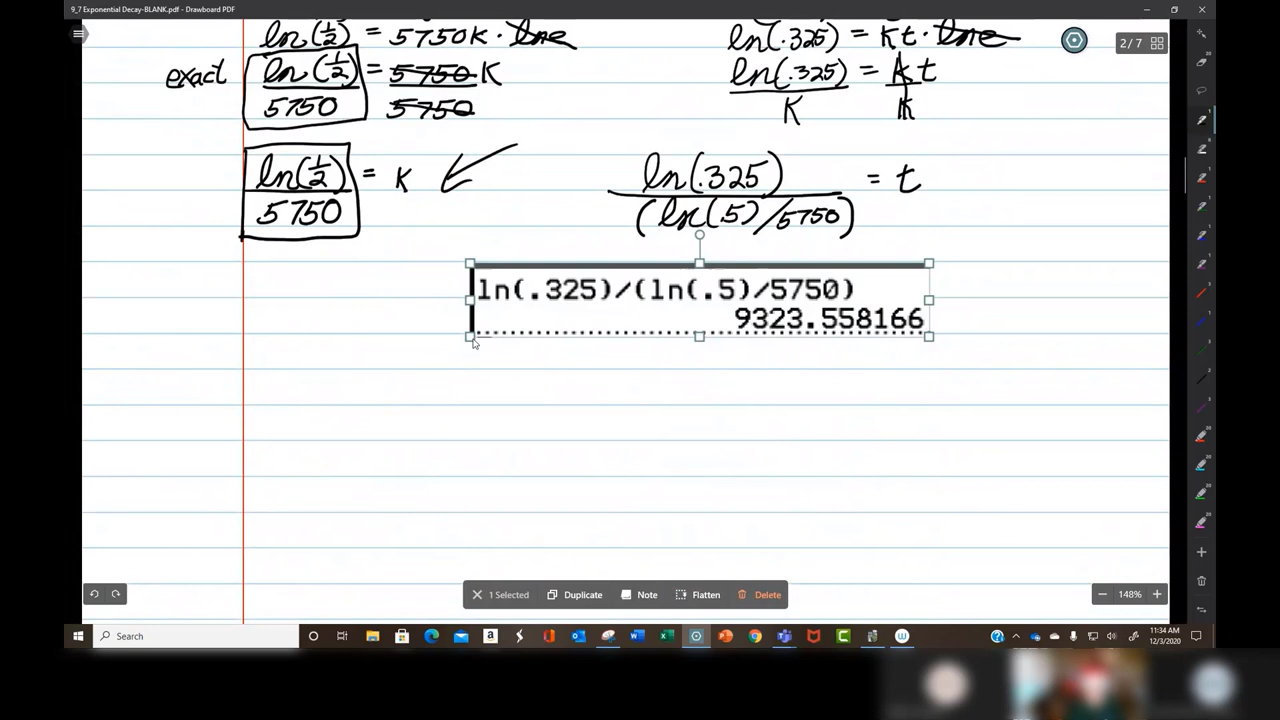 9_7 Exponential Decay-BLANK.pdf - Drawboard PDF
2/7
ln(1/2) = 5750K · lne
exact ln(1/2) = 5750 K
5750 5750
ln(1/2) = K
5750
ln(.325) = Kt · lne
ln(.325) = K t
K K
ln(.325) = t
(ln(.5)/5750)
ln(.325)/(ln(.5)/5750)
9323.558166
1 Selected Duplicate Note Flatten Delete
148%
Search
11:34 AM
12/3/2020